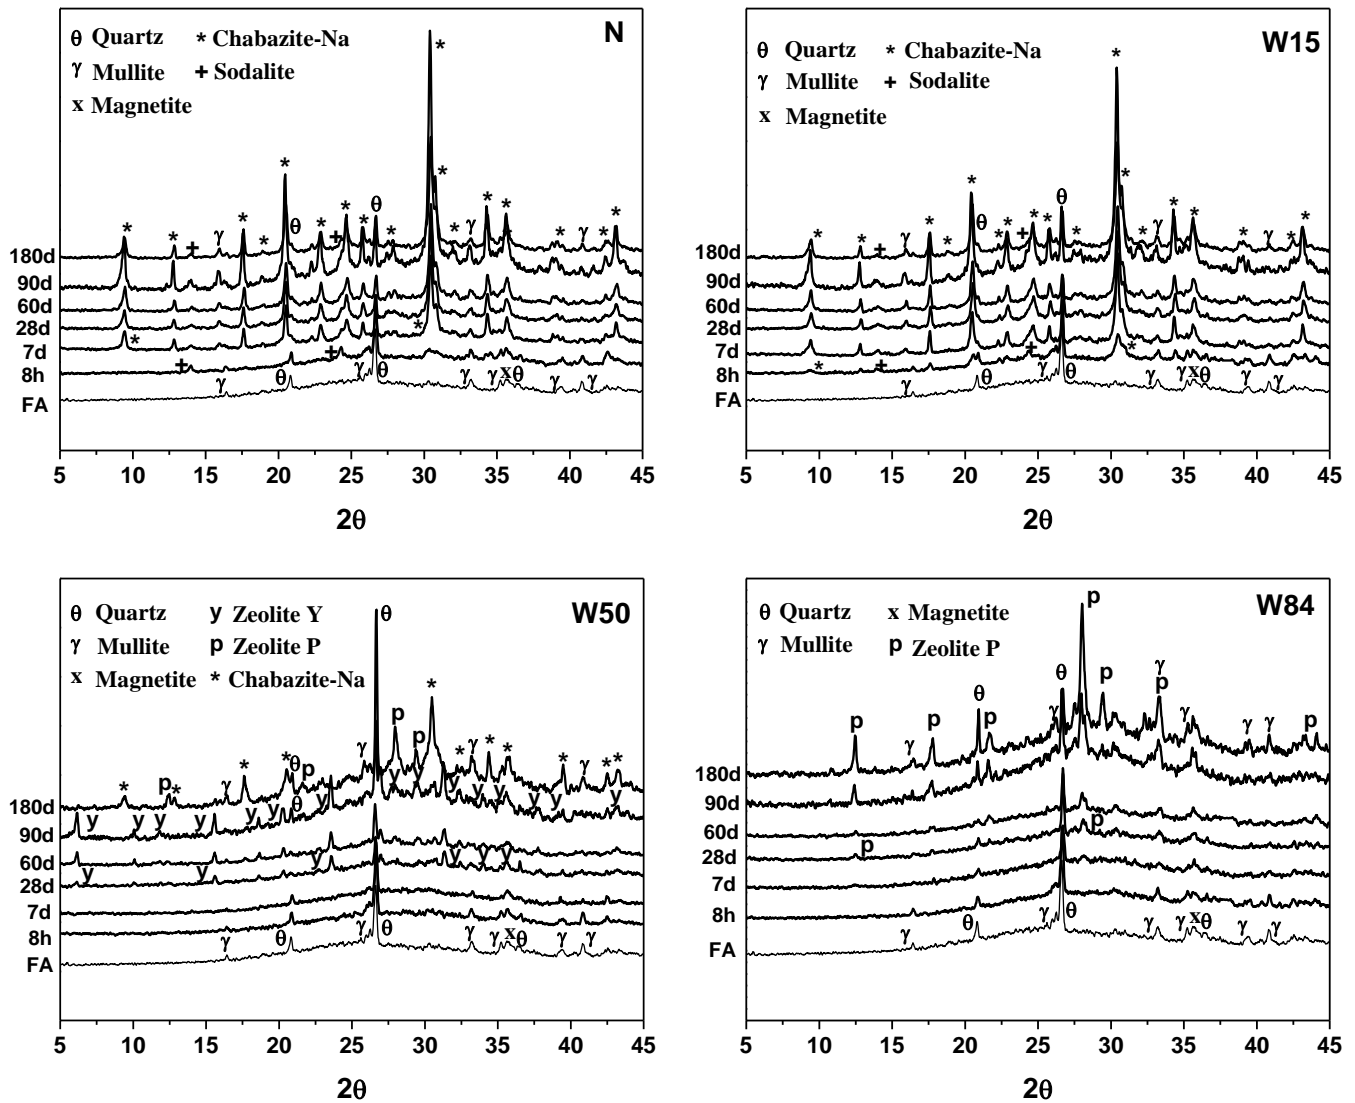 N
θ Quartz * Chabazite-Na
γ Mullite + Sodalite
x Magnetite
* * * * * * θ * * * θ * * * * γ * * * γ * *
* + γ +
180d
90d
60d
28d
7d
8h
FA
* + + *
γ θ γ θ γ γ x θ γ γ
5 10 15 20 25 30 35 40 45
2θ
W15
θ Quartz * Chabazite-Na
γ Mullite + Sodalite
x Magnetite
* * + γ * * * θ * * + * * θ * * * * γ * * * γ * *
180d
90d
60d
28d
7d
8h
FA
* + + *
γ θ γ θ γ γ x θ γ γ
5 10 15 20 25 30 35 40 45
2θ
W50
θ Quartz y Zeolite Y
γ Mullite p Zeolite P
x Magnetite * Chabazite-Na
* p * γ * * θ p γ θ p p * * γ * * * γ * *
180d
90d
60d
28d
7d
8h
FA
y y y y y y θ y y y y y y y y y
y y y y y y
γ θ γ θ γ γ x θ γ γ
5 10 15 20 25 30 35 40 45
2θ
W84
θ Quartz x Magnetite
γ Mullite p Zeolite P
p γ p θ p γ θ p p γ p γ γ γ p
180d
90d
60d
28d
7d
8h
FA
p p
γ θ γ θ γ γ x θ γ γ
5 10 15 20 25 30 35 40 45
2θ